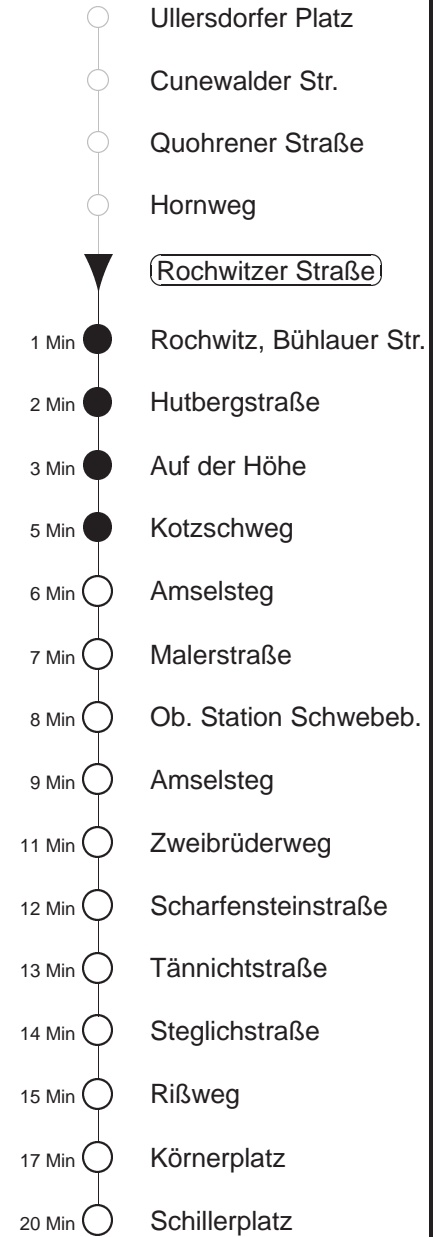 Ullersdorfer Platz
Cunewalder Str.
Quohrener Straße
Hornweg
Rochwitzer Straße
1 Min Rochwitz, Bühlauer Str.
2 Min Hutbergstraße
3 Min Auf der Höhe
5 Min Kotzschweg
6 Min Amselsteg
7 Min Malerstraße
8 Min Ob. Station Schwebeb.
9 Min Amselsteg
11 Min Zweibrüderweg
12 Min Scharfensteinstraße
13 Min Tännichtstraße
14 Min Steglichstraße
15 Min Rißweg
17 Min Körnerplatz
20 Min Schillerplatz